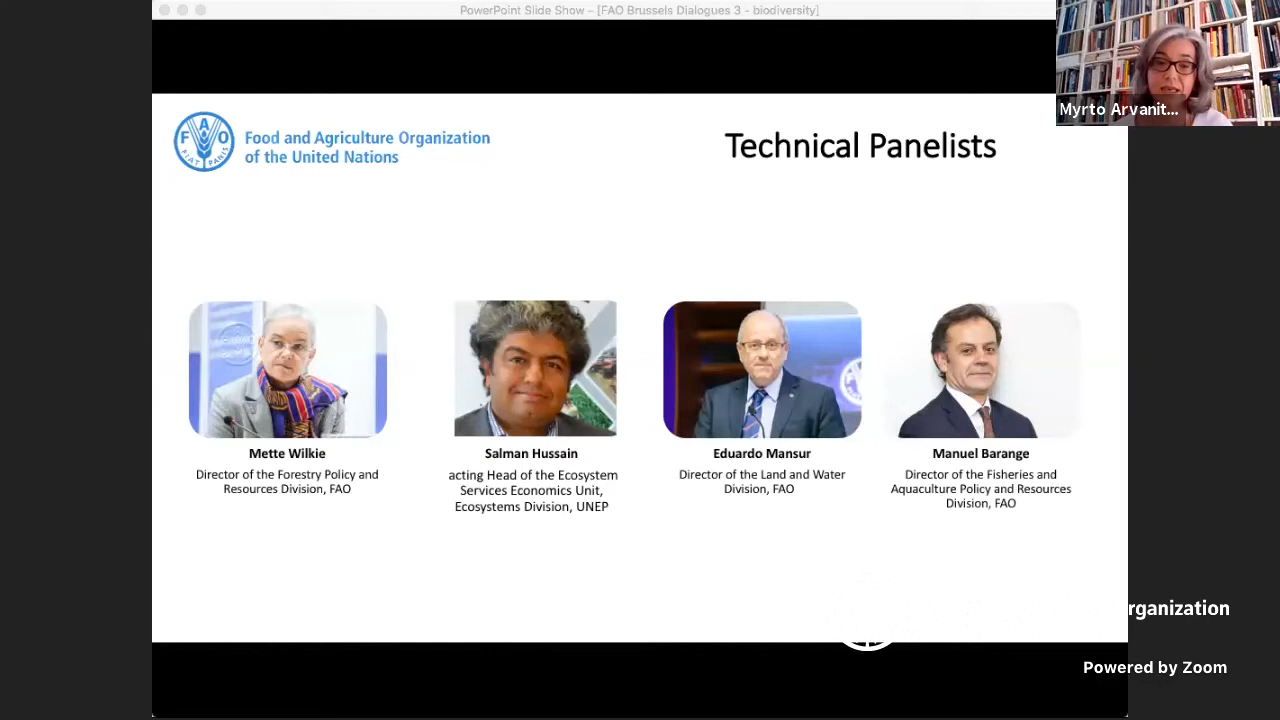 PowerPoint Slide Show - [FAO Brussels Dialogues 3 - biodiversity]
Myrto Arvanit...
F A O
FIAT PANIS
Food and Agriculture Organization
of the United Nations
Technical Panelists
Mette Wilkie
Director of the Forestry Policy and
Resources Division, FAO
Salman Hussain
acting Head of the Ecosystem
Services Economics Unit,
Ecosystems Division, UNEP
Eduardo Mansur
Director of the Land and Water
Division, FAO
Manuel Barange
Director of the Fisheries and
Aquaculture Policy and Resources
Division, FAO
rganization
Powered by Zoom